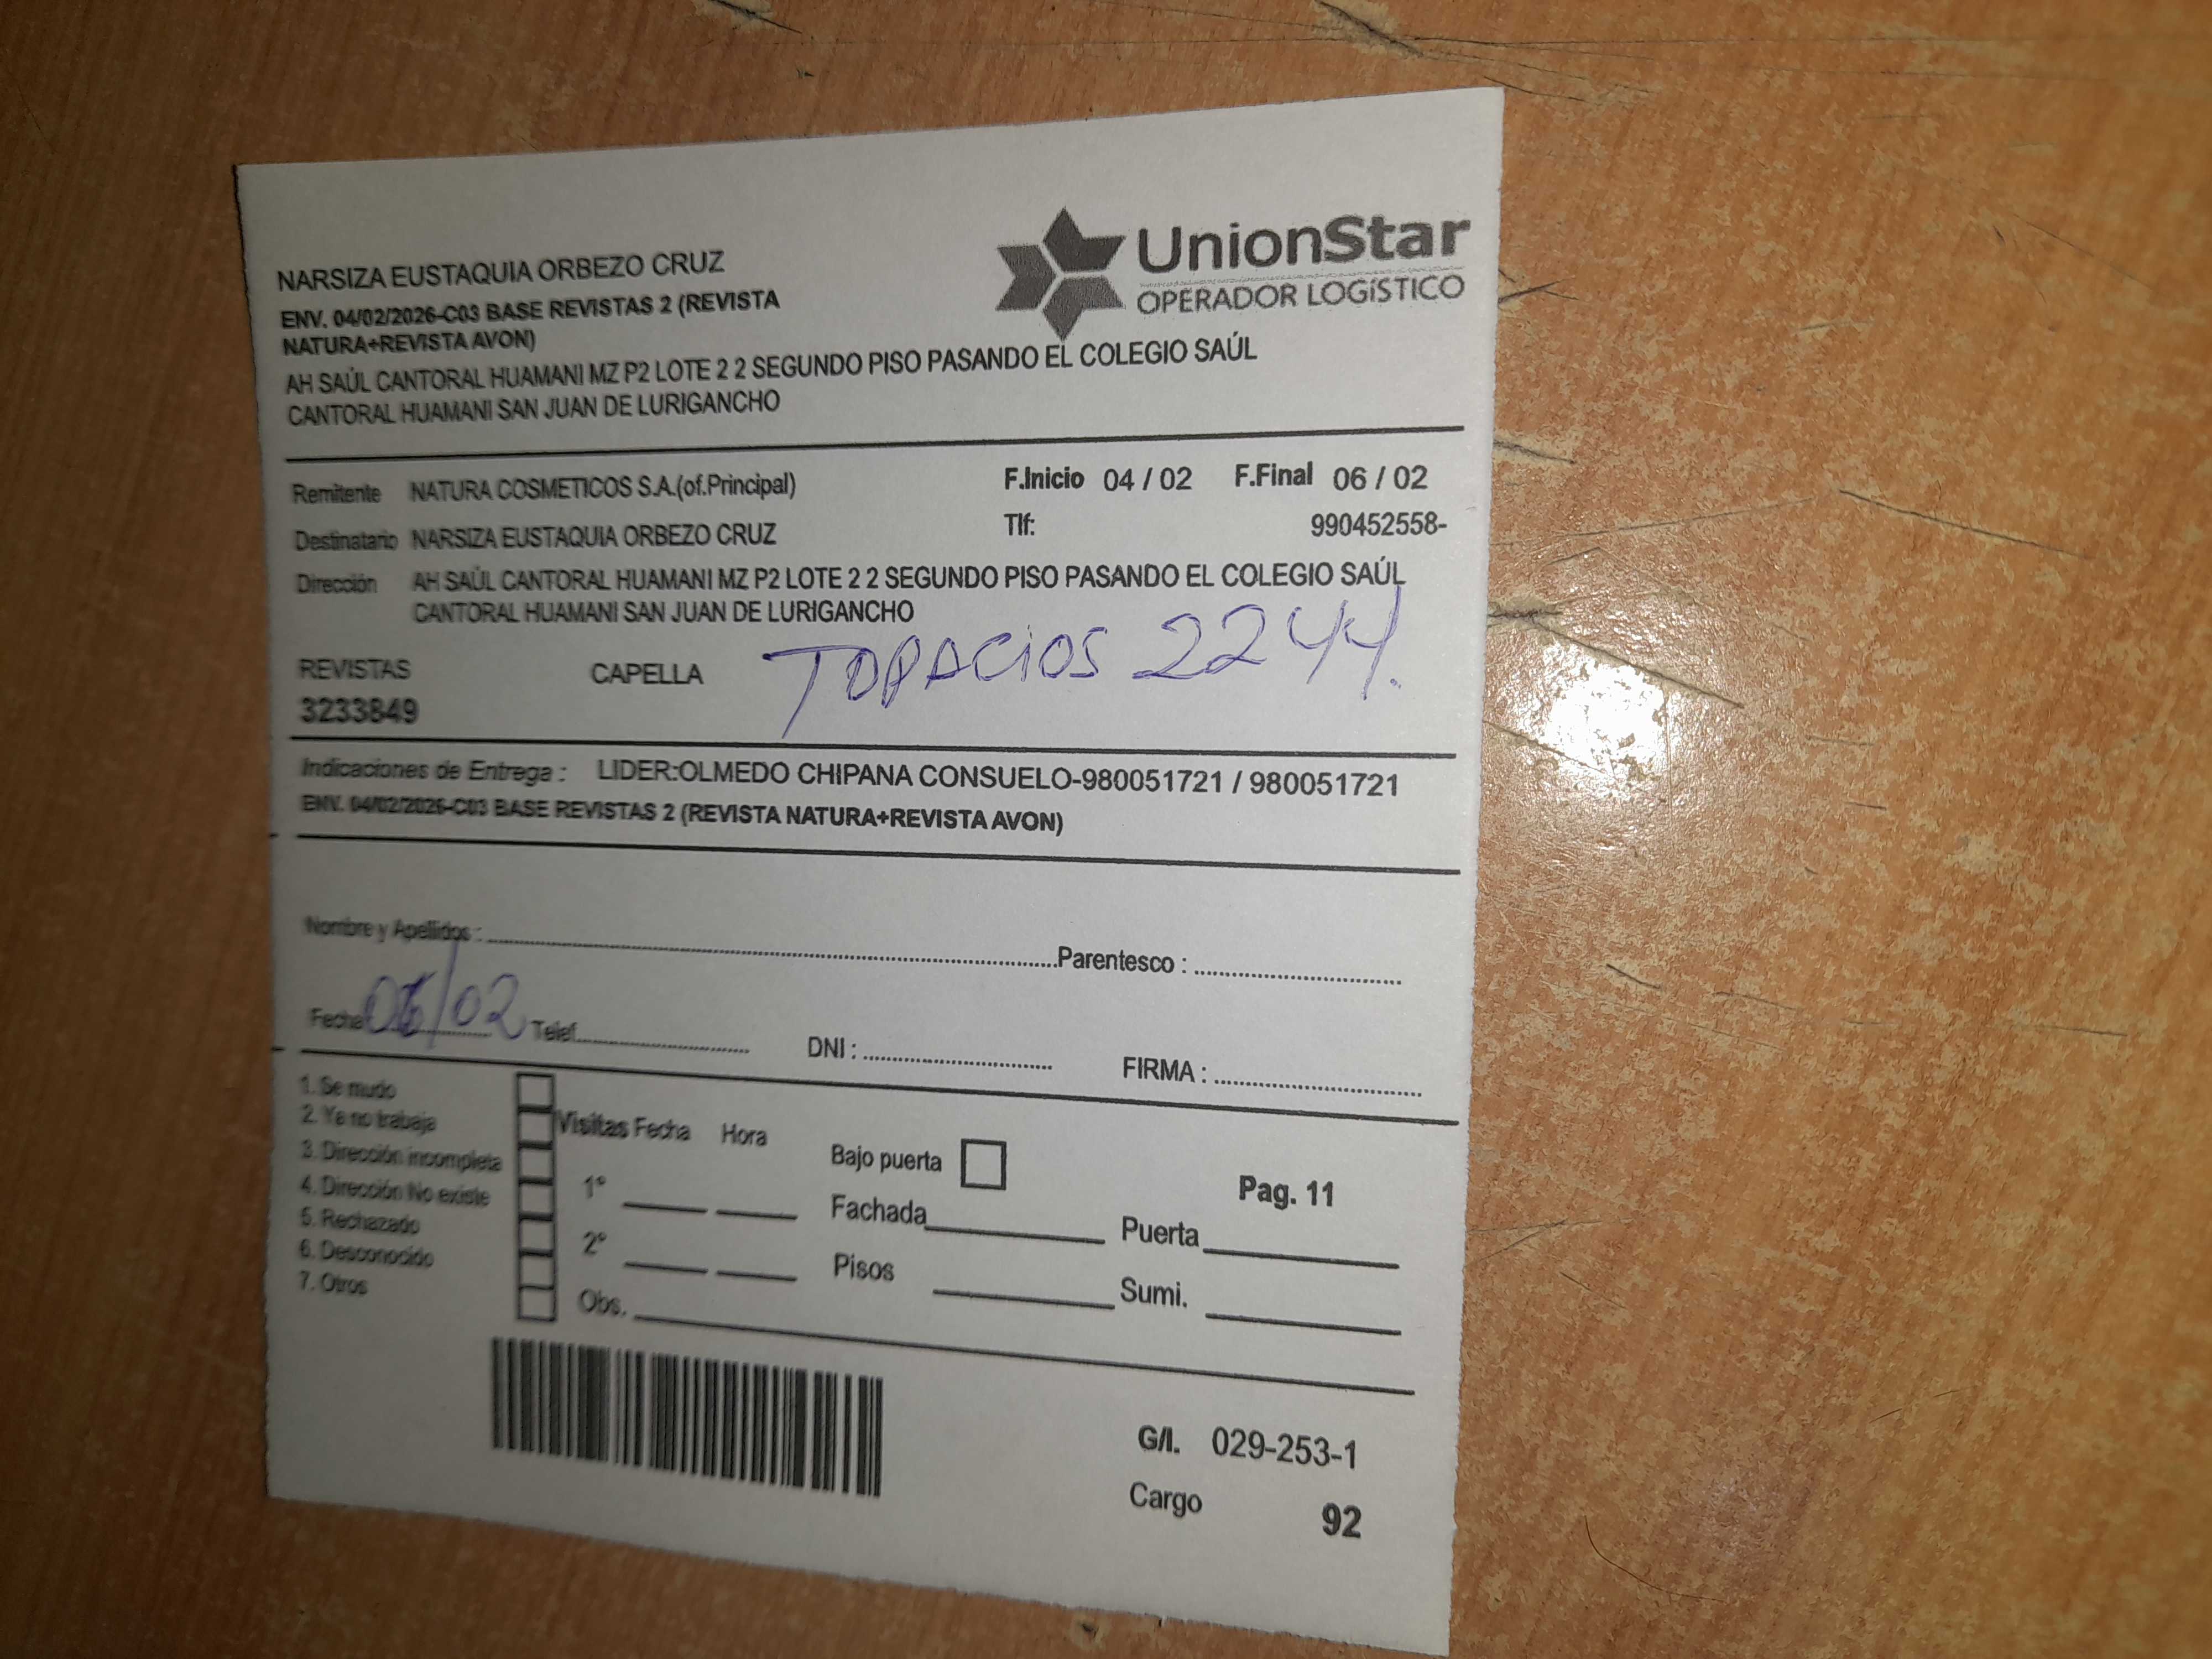 UnionStar
OPERADOR LOGÍSTICO
NARSIZA EUSTAQUIA ORBEZO CRUZ
ENV. 04/02/2026-C03 BASE REVISTAS 2 (REVISTA
NATURA+REVISTA AVON)
AH SAÚL CANTORAL HUAMANI MZ P2 LOTE 2 2 SEGUNDO PISO PASANDO EL COLEGIO SAÚL
CANTORAL HUAMANI SAN JUAN DE LURIGANCHO
Remitente NATURA COSMETICOS S.A.(of.Principal) F.Inicio 04 / 02 F.Final 06 / 02
Destinatario NARSIZA EUSTAQUIA ORBEZO CRUZ Tlf: 990452558-
Dirección AH SAÚL CANTORAL HUAMANI MZ P2 LOTE 2 2 SEGUNDO PISO PASANDO EL COLEGIO SAÚL
CANTORAL HUAMANI SAN JUAN DE LURIGANCHO
REVISTAS CAPELLA TOPACIOS 2244.
3233849
Indicaciones de Entrega : LIDER:OLMEDO CHIPANA CONSUELO-980051721 / 980051721
ENV. 04/02/2026-C03 BASE REVISTAS 2 (REVISTA NATURA+REVISTA AVON)
Nombre y Apellidos : Parentesco :
Fecha /02 Telef. DNI : FIRMA :
1. Se mudo
2. Ya no trabaja
3. Dirección incompleta
4. Dirección No existe
5. Rechazado
6. Desconocido
7. Otros
Visitas Fecha Hora
1°
2°
Obs.
Bajo puerta
Fachada
Pisos
Pag. 11
Puerta
Sumi.
G/I. 029-253-1
Cargo 92